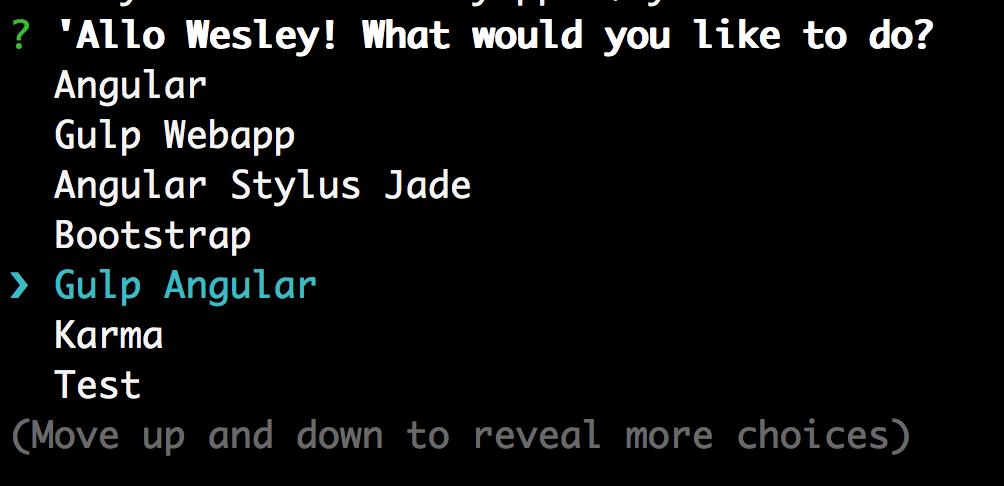 ? 'Allo Wesley! What would you like to do?
Angular
Gulp Webapp
Angular Stylus Jade
Bootstrap
❯ Gulp Angular
Karma
Test
(Move up and down to reveal more choices)